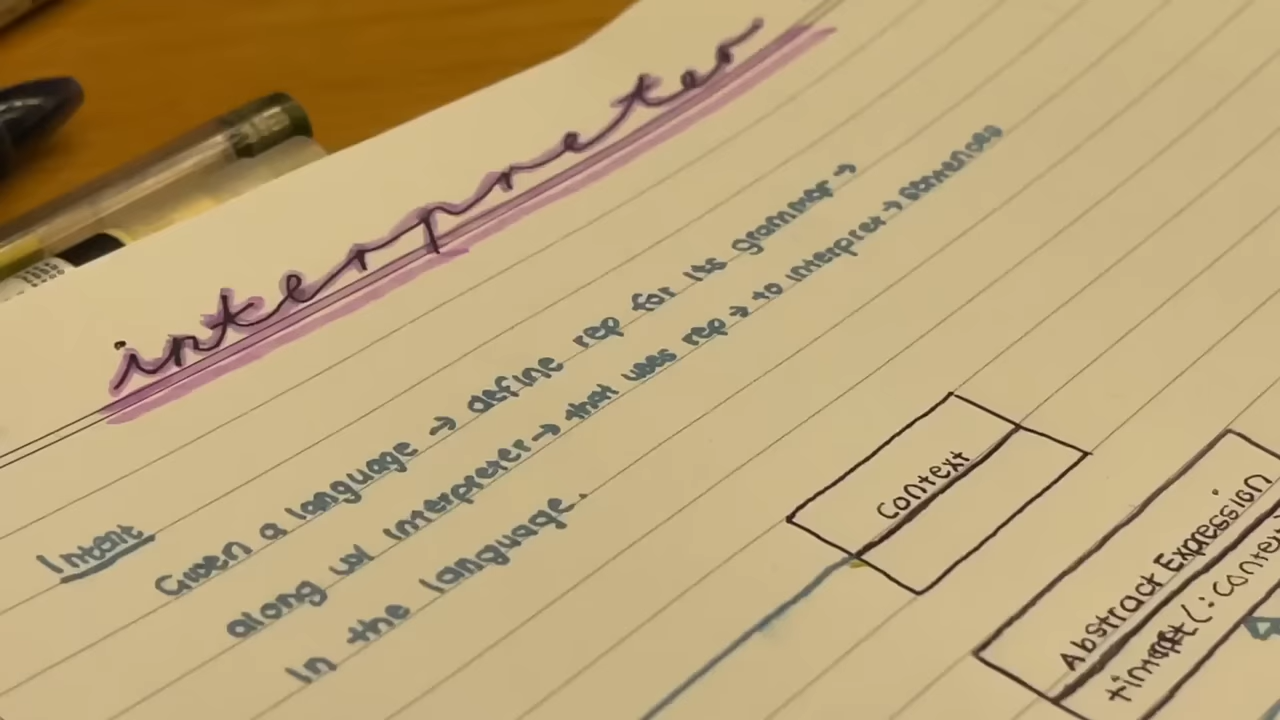 interpreter
Intent
Given a language → define rep for its grammar →
along w/ interpreter → that uses rep → to interpret → sentences
in the language.
Context
Abstract Expression